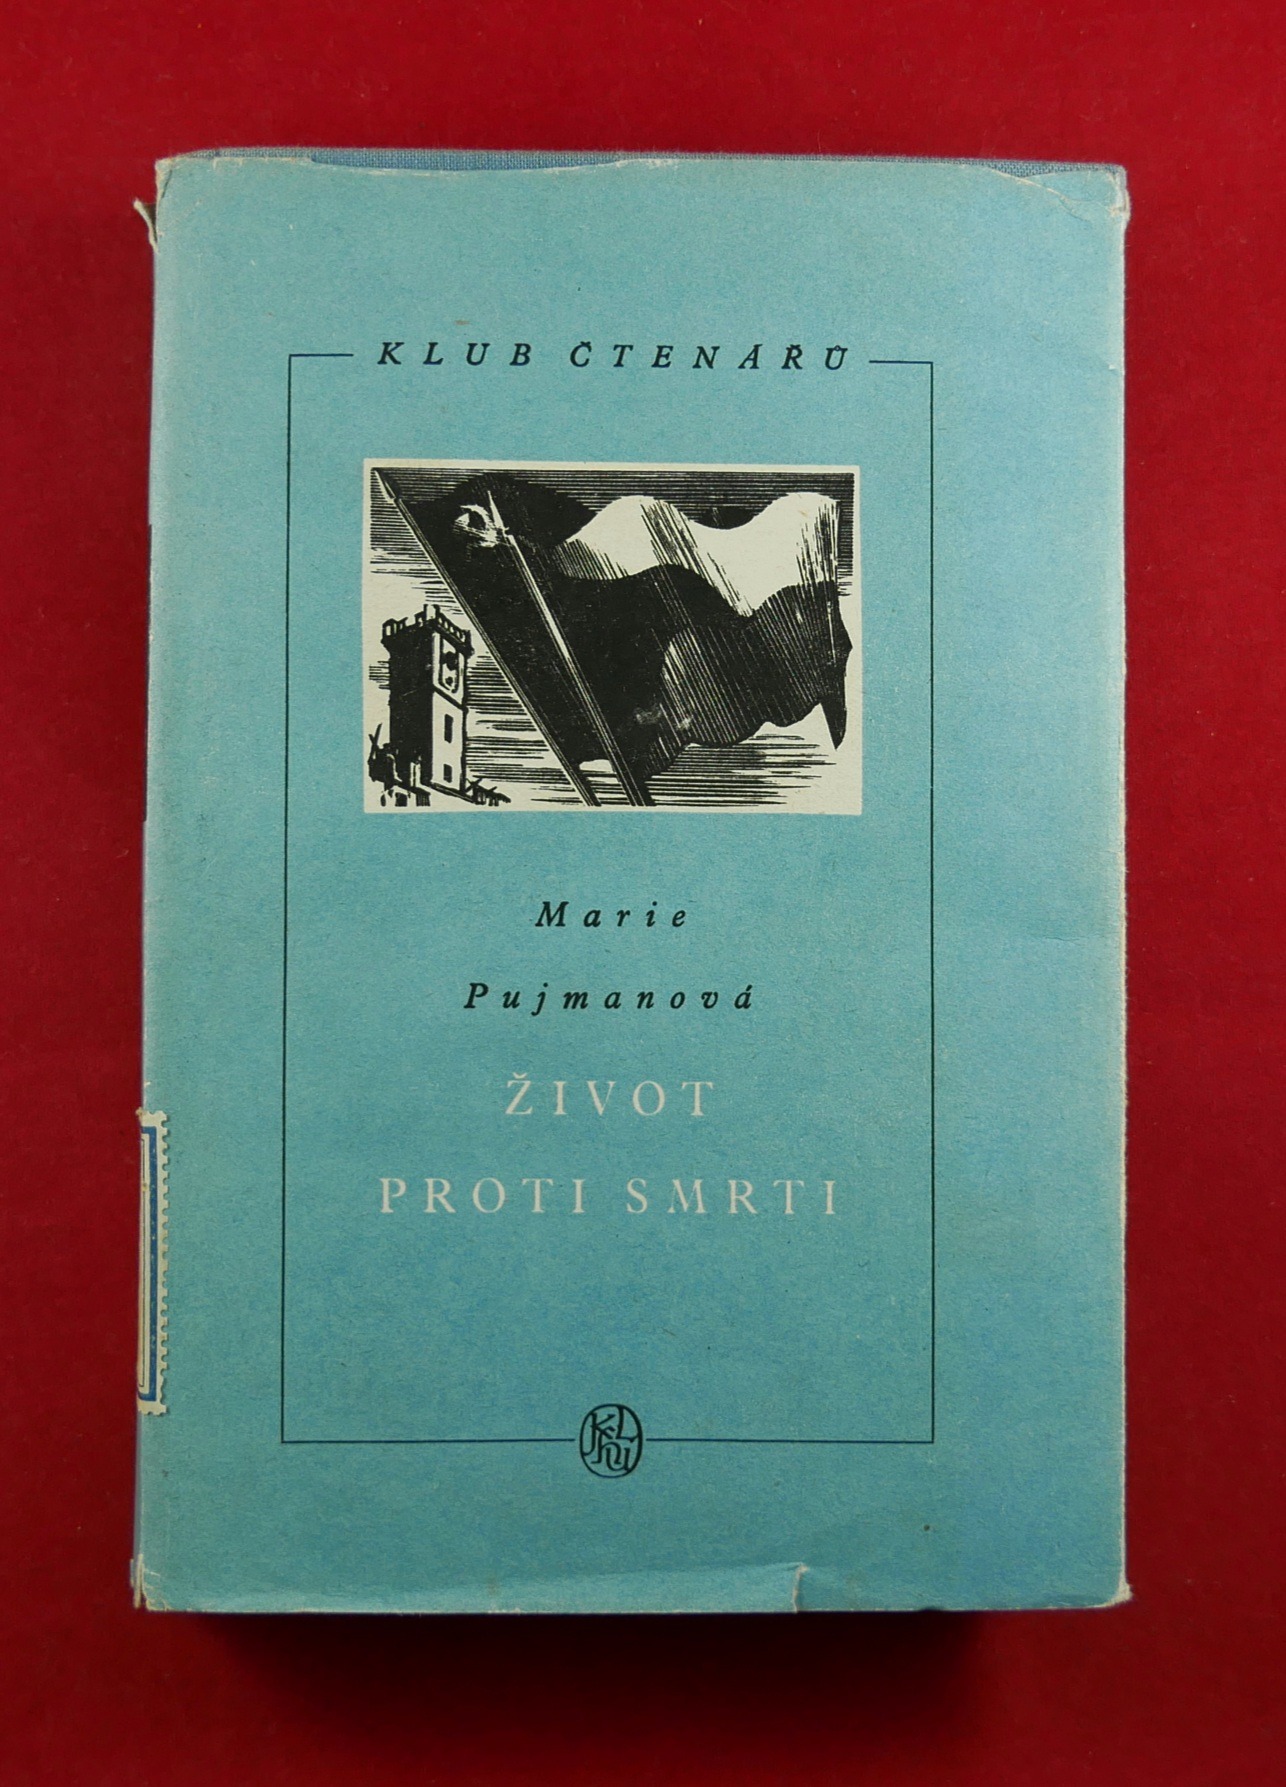 KLUB ČTENÁŘŮ
Marie
Pujmanová
ŽIVOT
PROTI SMRTI